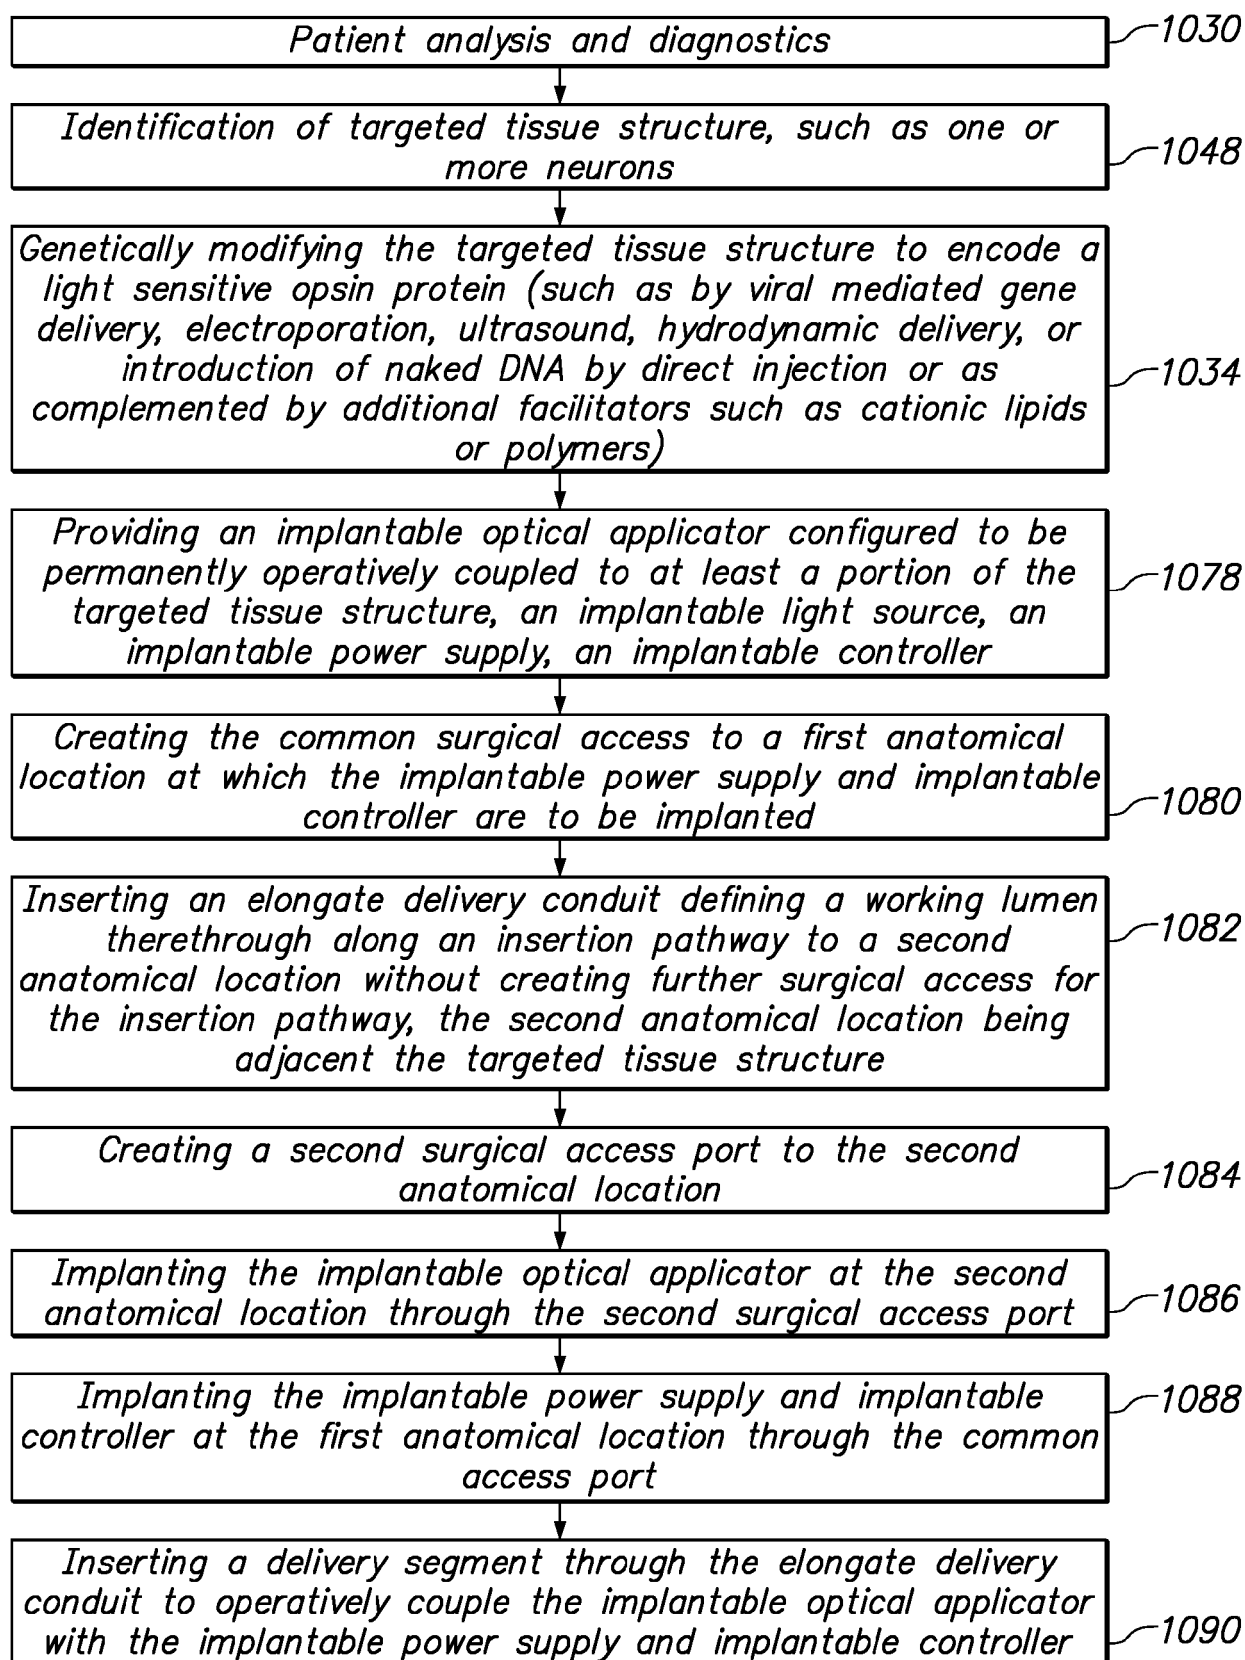 Patient analysis and diagnostics
1030
Identification of targeted tissue structure, such as one or
more neurons
1048
Genetically modifying the targeted tissue structure to encode a
light sensitive opsin protein (such as by viral mediated gene
delivery, electroporation, ultrasound, hydrodynamic delivery, or
introduction of naked DNA by direct injection or as
complemented by additional facilitators such as cationic lipids
or polymers)
1034
Providing an implantable optical applicator configured to be
permanently operatively coupled to at least a portion of the
targeted tissue structure, an implantable light source, an
implantable power supply, an implantable controller
1078
Creating the common surgical access to a first anatomical
location at which the implantable power supply and implantable
controller are to be implanted
1080
Inserting an elongate delivery conduit defining a working lumen
therethrough along an insertion pathway to a second
anatomical location without creating further surgical access for
the insertion pathway, the second anatomical location being
adjacent the targeted tissue structure
1082
Creating a second surgical access port to the second
anatomical location
1084
Implanting the implantable optical applicator at the second
anatomical location through the second surgical access port
1086
Implanting the implantable power supply and implantable
controller at the first anatomical location through the common
access port
1088
Inserting a delivery segment through the elongate delivery
conduit to operatively couple the implantable optical applicator
with the implantable power supply and implantable controller
1090